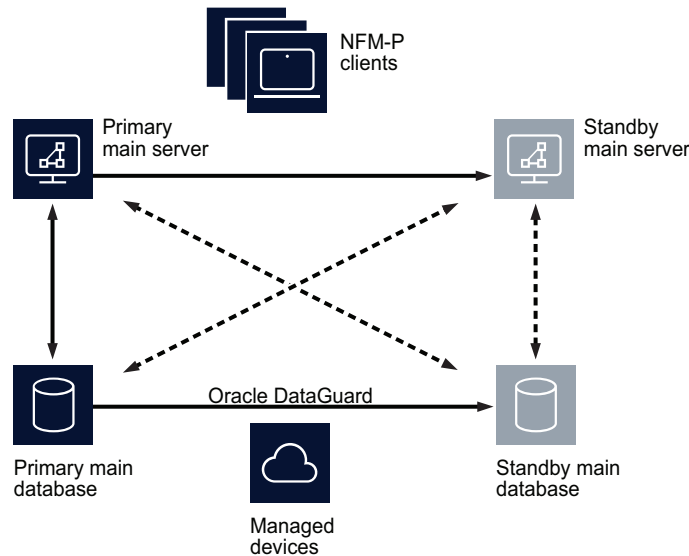 NFM-P
clients
Primary
main server
Standby
main server
Oracle DataGuard
Primary main
database
Standby main
database
Managed
devices